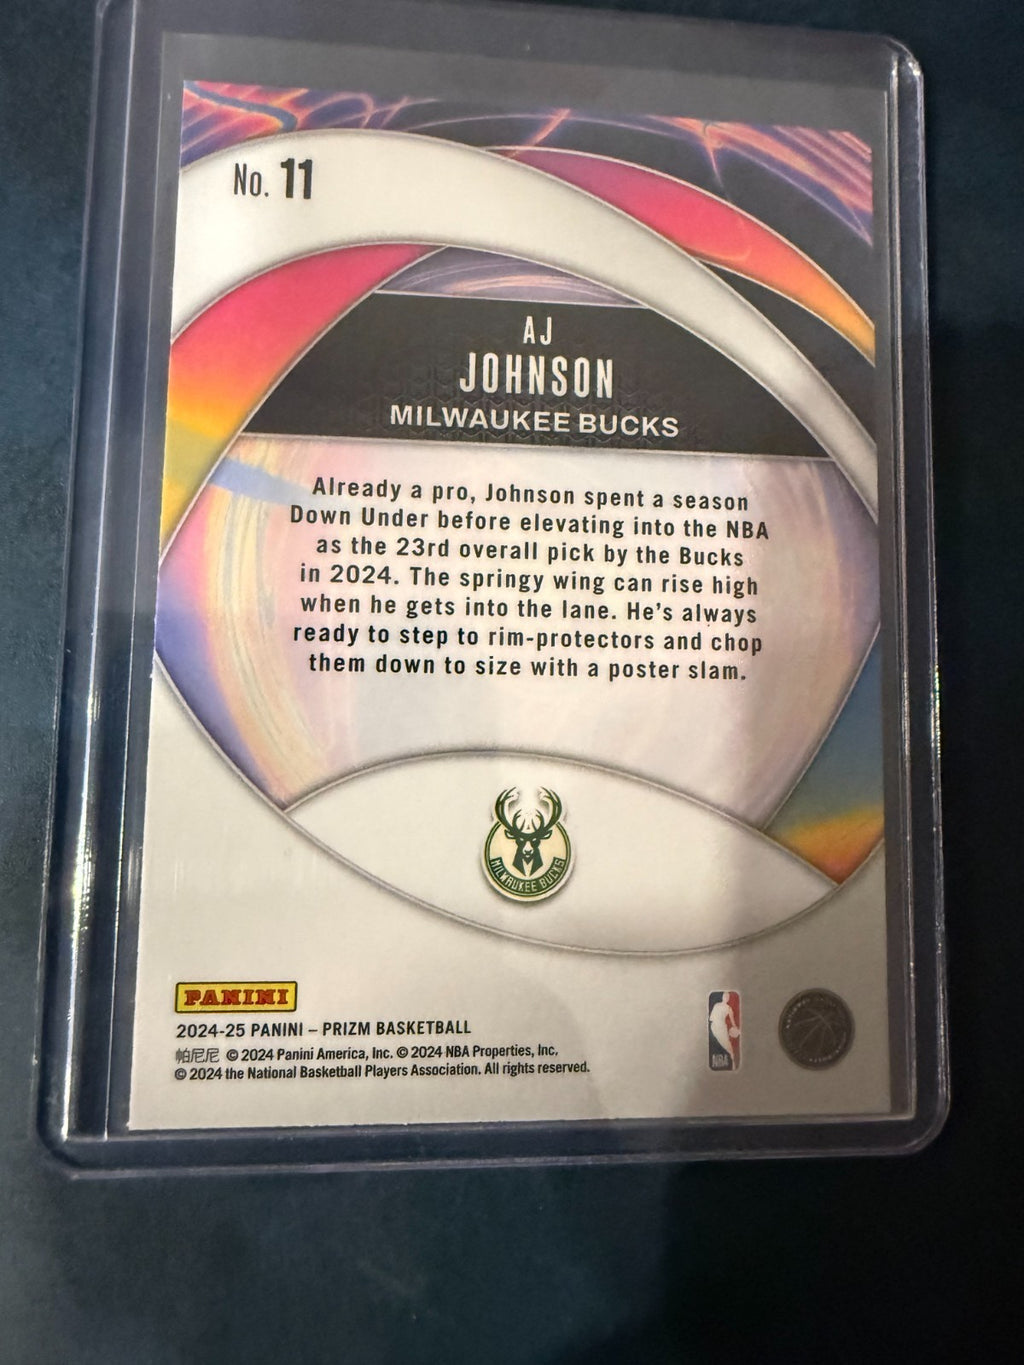 No. 11
AJ
JOHNSON
MILWAUKEE BUCKS
Already a pro, Johnson spent a season
Down Under before elevating into the NBA
as the 23rd overall pick by the Bucks
in 2024. The springy wing can rise high
when he gets into the lane. He's always
ready to step to rim-protectors and chop
them down to size with a poster slam.
MILWAUKEE BUCKS
PANINI
2024-25 PANINI – PRIZM BASKETBALL
帕尼尼 © 2024 Panini America, Inc. © 2024 NBA Properties, Inc.
© 2024 the National Basketball Players Association. All rights reserved.
NBA